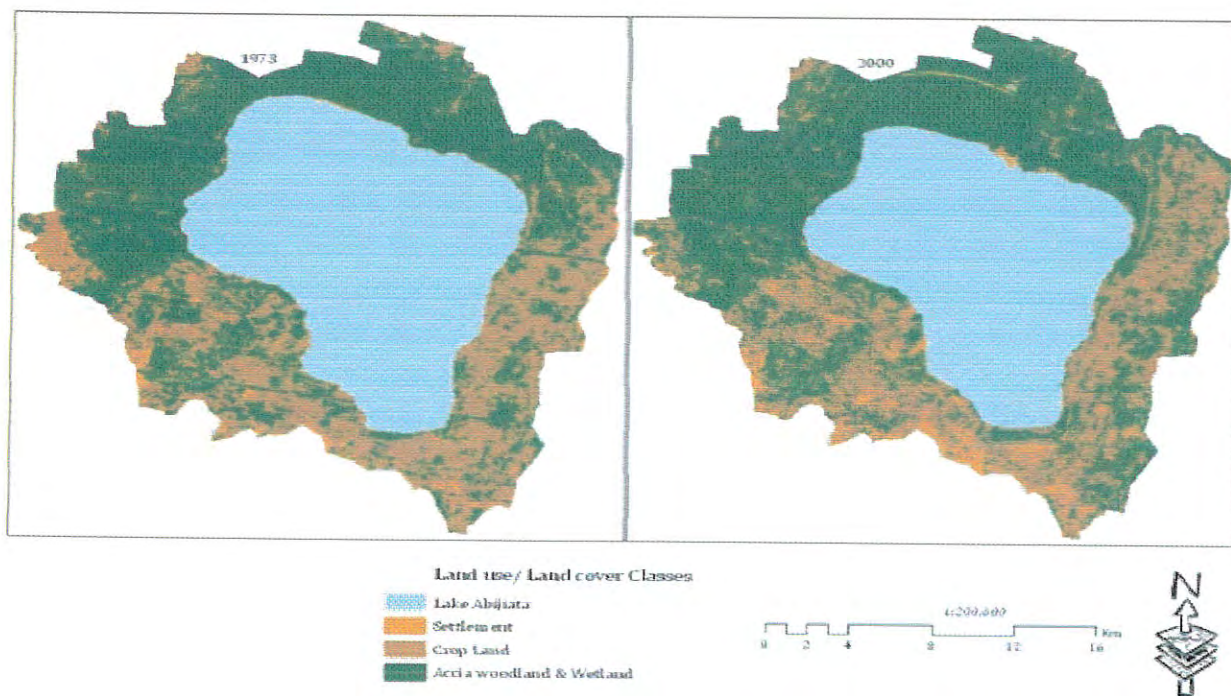 1973
2000
Land use/ Land cover Classes
Lake Abijiata
Settlement
Crop Land
Accia woodland & Wetland
1:200,000
0 2 4 8 12 16 Km
N